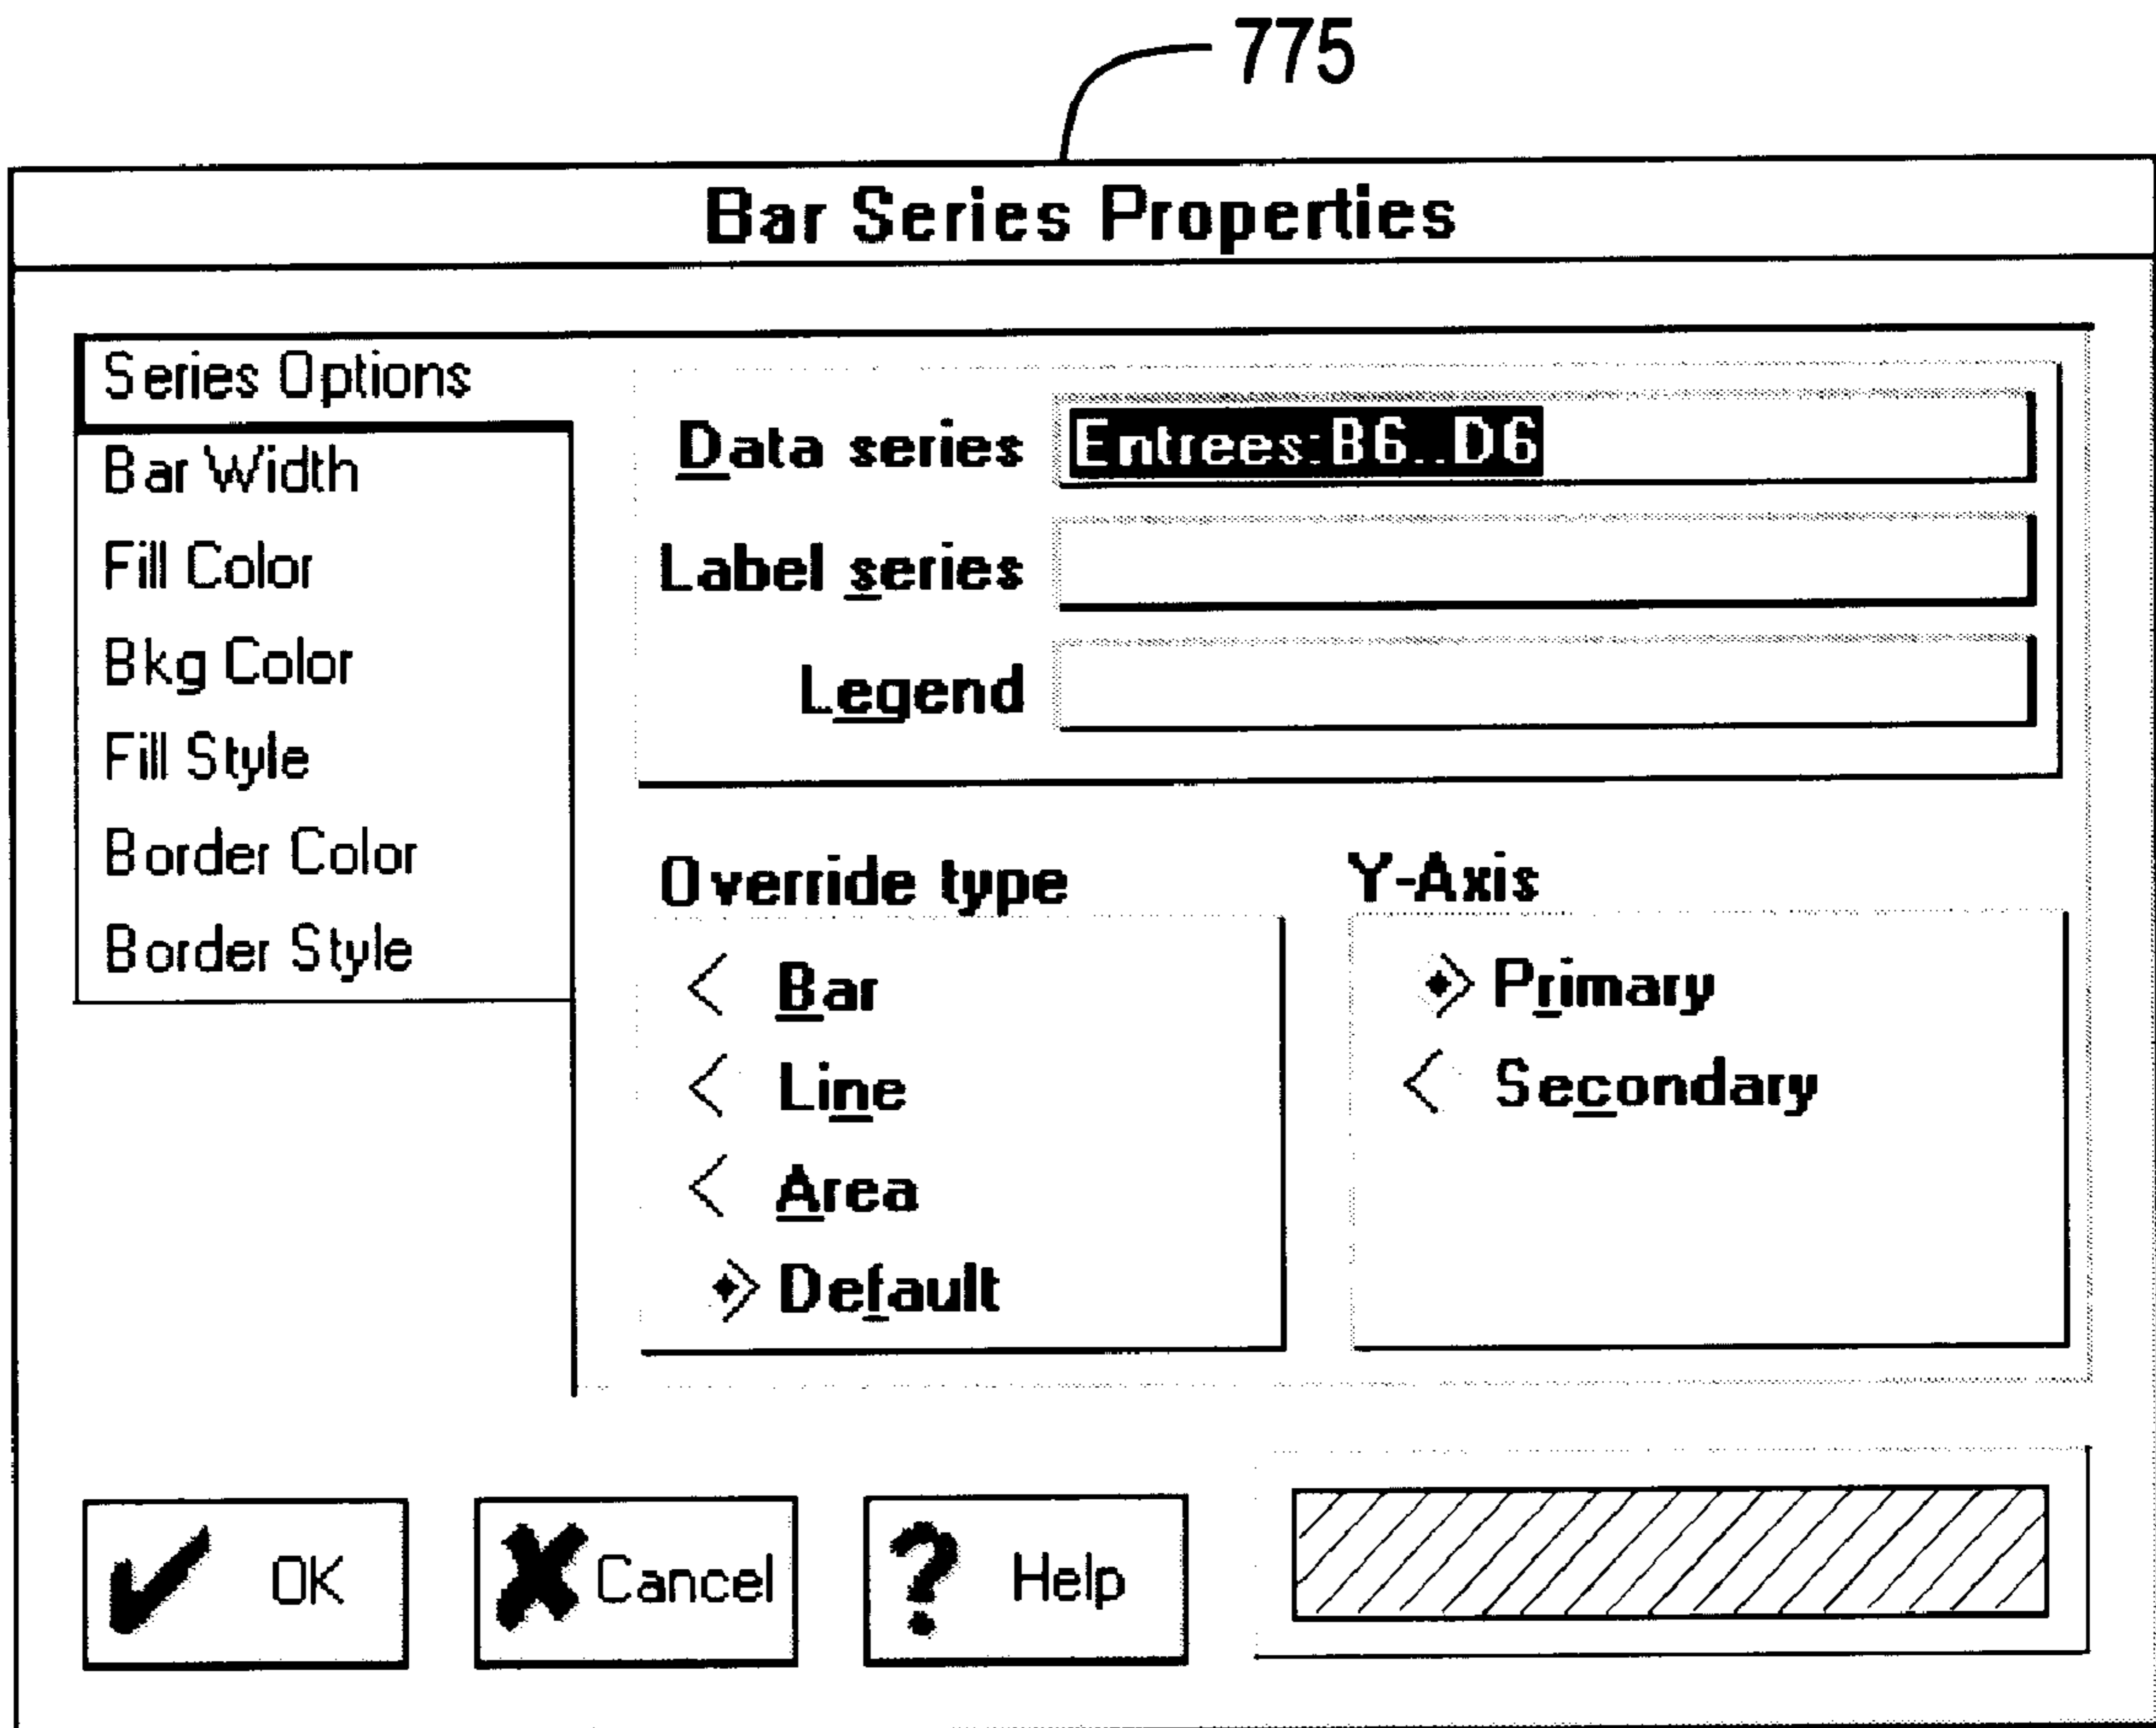 775
Bar Series Properties
Series Options
Bar Width
Fill Color
Bkg Color
Fill Style
Border Color
Border Style
Data series Entrees:B6..D6
Label series
Legend
Override type
Bar
Line
Area
Default
Y-Axis
Primary
Secondary
OK
Cancel
Help